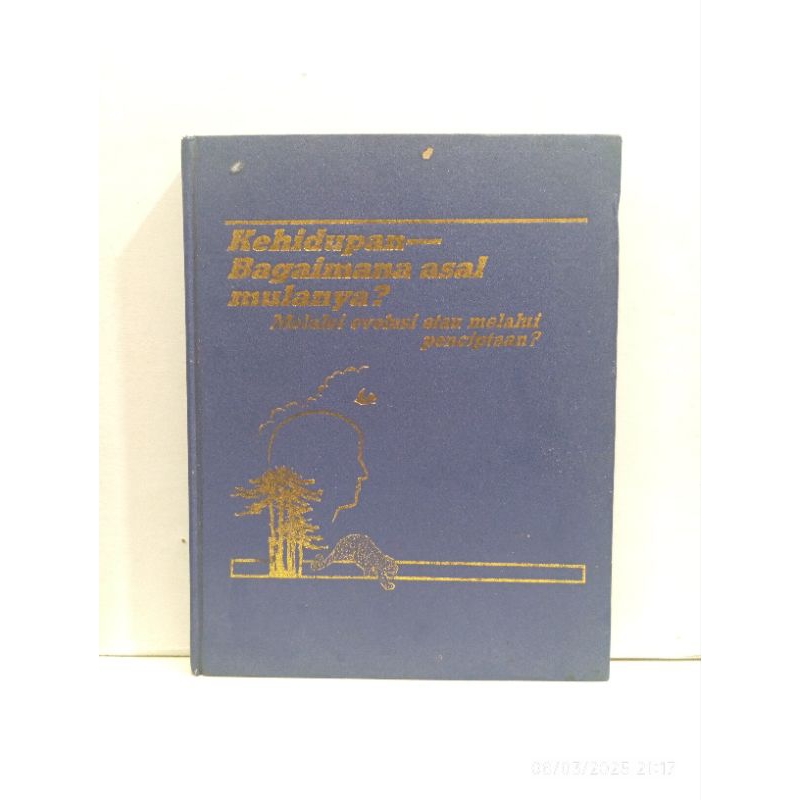 Kehidupan—
Bagaimana asal
mulanya?
Melalui evolusi atau melalui
penciptaan?
08/03/2025 21:17